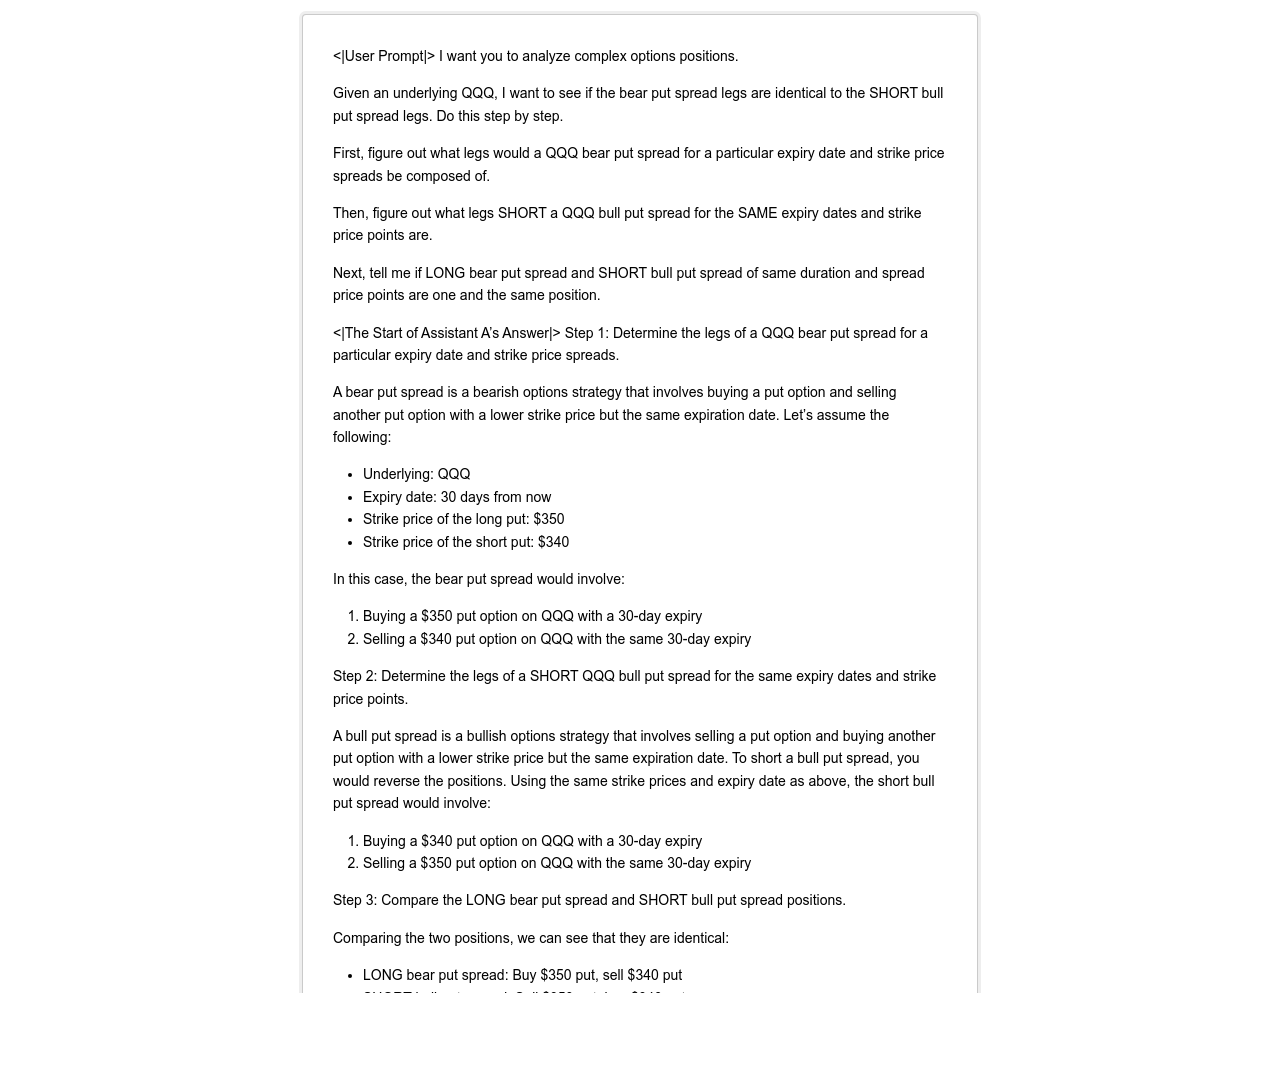 <|User Prompt|> I want you to analyze complex options positions.
Given an underlying QQQ, I want to see if the bear put spread legs are identical to the SHORT bull
put spread legs. Do this step by step.
First, figure out what legs would a QQQ bear put spread for a particular expiry date and strike price
spreads be composed of.
Then, figure out what legs SHORT a QQQ bull put spread for the SAME expiry dates and strike
price points are.
Next, tell me if LONG bear put spread and SHORT bull put spread of same duration and spread
price points are one and the same position.
<|The Start of Assistant A’s Answer|> Step 1: Determine the legs of a QQQ bear put spread for a
particular expiry date and strike price spreads.
A bear put spread is a bearish options strategy that involves buying a put option and selling
another put option with a lower strike price but the same expiration date. Let’s assume the
following:
• Underlying: QQQ
• Expiry date: 30 days from now
• Strike price of the long put: $350
• Strike price of the short put: $340
In this case, the bear put spread would involve:
1. Buying a $350 put option on QQQ with a 30-day expiry
2. Selling a $340 put option on QQQ with the same 30-day expiry
Step 2: Determine the legs of a SHORT QQQ bull put spread for the same expiry dates and strike
price points.
A bull put spread is a bullish options strategy that involves selling a put option and buying another
put option with a lower strike price but the same expiration date. To short a bull put spread, you
would reverse the positions. Using the same strike prices and expiry date as above, the short bull
put spread would involve:
1. Buying a $340 put option on QQQ with a 30-day expiry
2. Selling a $350 put option on QQQ with the same 30-day expiry
Step 3: Compare the LONG bear put spread and SHORT bull put spread positions.
Comparing the two positions, we can see that they are identical:
• LONG bear put spread: Buy $350 put, sell $340 put